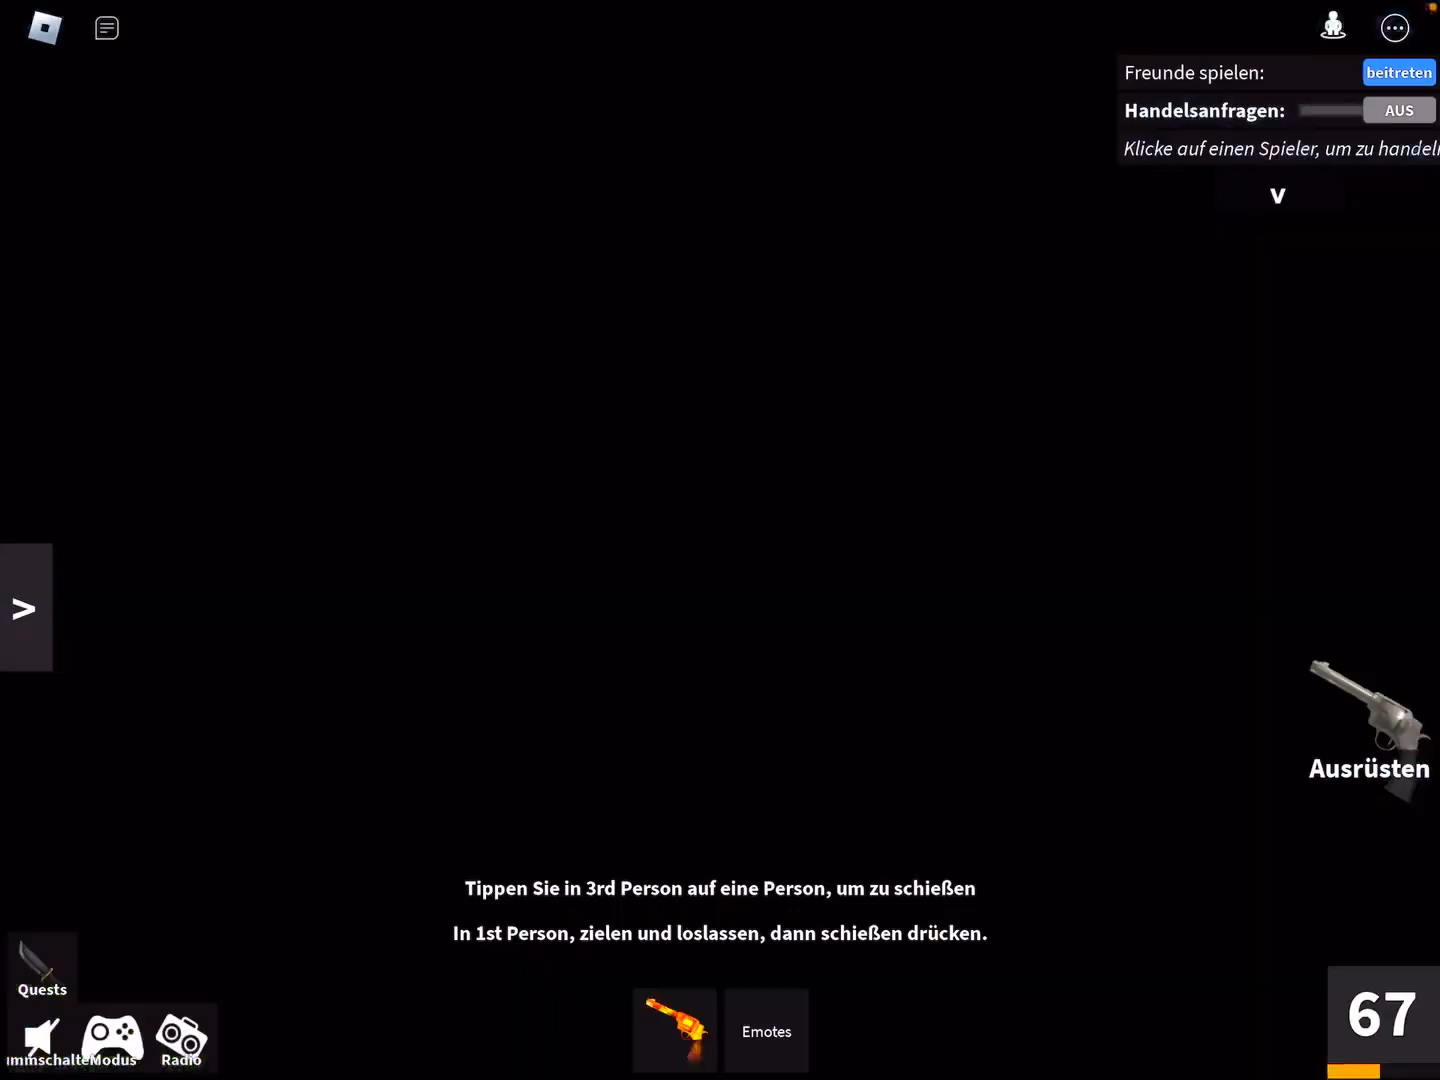 Freunde spielen:
beitreten
Handelsanfragen:
AUS
Klicke auf einen Spieler, um zu handeln
v
>
Ausrüsten
Tippen Sie in 3rd Person auf eine Person, um zu schießen
In 1st Person, zielen und loslassen, dann schießen drücken.
Quests
Modus
Radio
Emotes
67